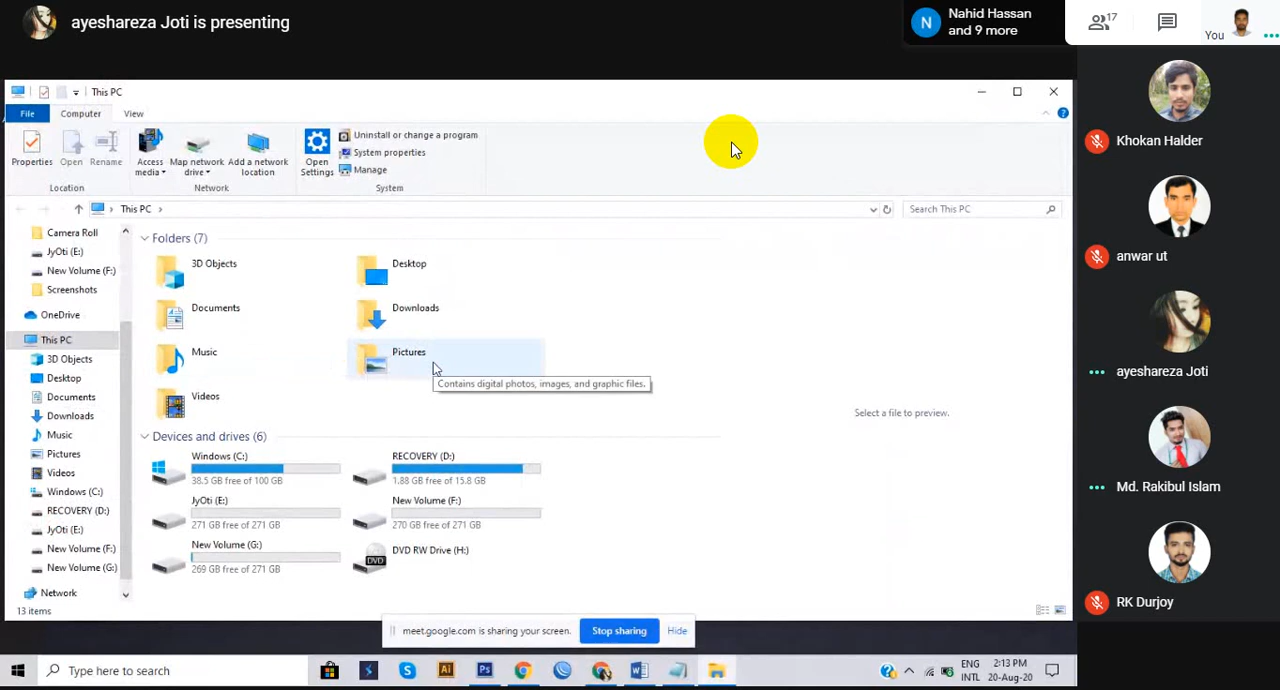 ayeshareza Joti is presenting
N
Nahid Hassan
and 9 more
17
You
This PC
File
Computer
View
Properties
Open
Rename
Access
media
Map network
drive
Add a network
location
Open
Settings
Uninstall or change a program
System properties
Manage
Location
Network
System
This PC
Search This PC
Camera Roll
JyOti (E:)
New Volume (F:)
Screenshots
OneDrive
This PC
3D Objects
Desktop
Documents
Downloads
Music
Pictures
Videos
Windows (C:)
RECOVERY (D:)
JyOti (E:)
New Volume (F:)
New Volume (G:)
Network
Folders (7)
3D Objects
Desktop
Documents
Downloads
Music
Pictures
Contains digital photos, images, and graphic files.
Videos
Devices and drives (6)
Windows (C:)
38.5 GB free of 100 GB
RECOVERY (D:)
1.88 GB free of 15.8 GB
JyOti (E:)
271 GB free of 271 GB
New Volume (F:)
270 GB free of 271 GB
New Volume (G:)
269 GB free of 271 GB
DVD RW Drive (H:)
DVD
Select a file to preview.
13 items
meet.google.com is sharing your screen.
Stop sharing
Hide
Khokan Halder
anwar ut
ayeshareza Joti
Md. Rakibul Islam
RK Durjoy
Type here to search
S
Ai
Ps
W
ENG
INTL
2:13 PM
20-Aug-20